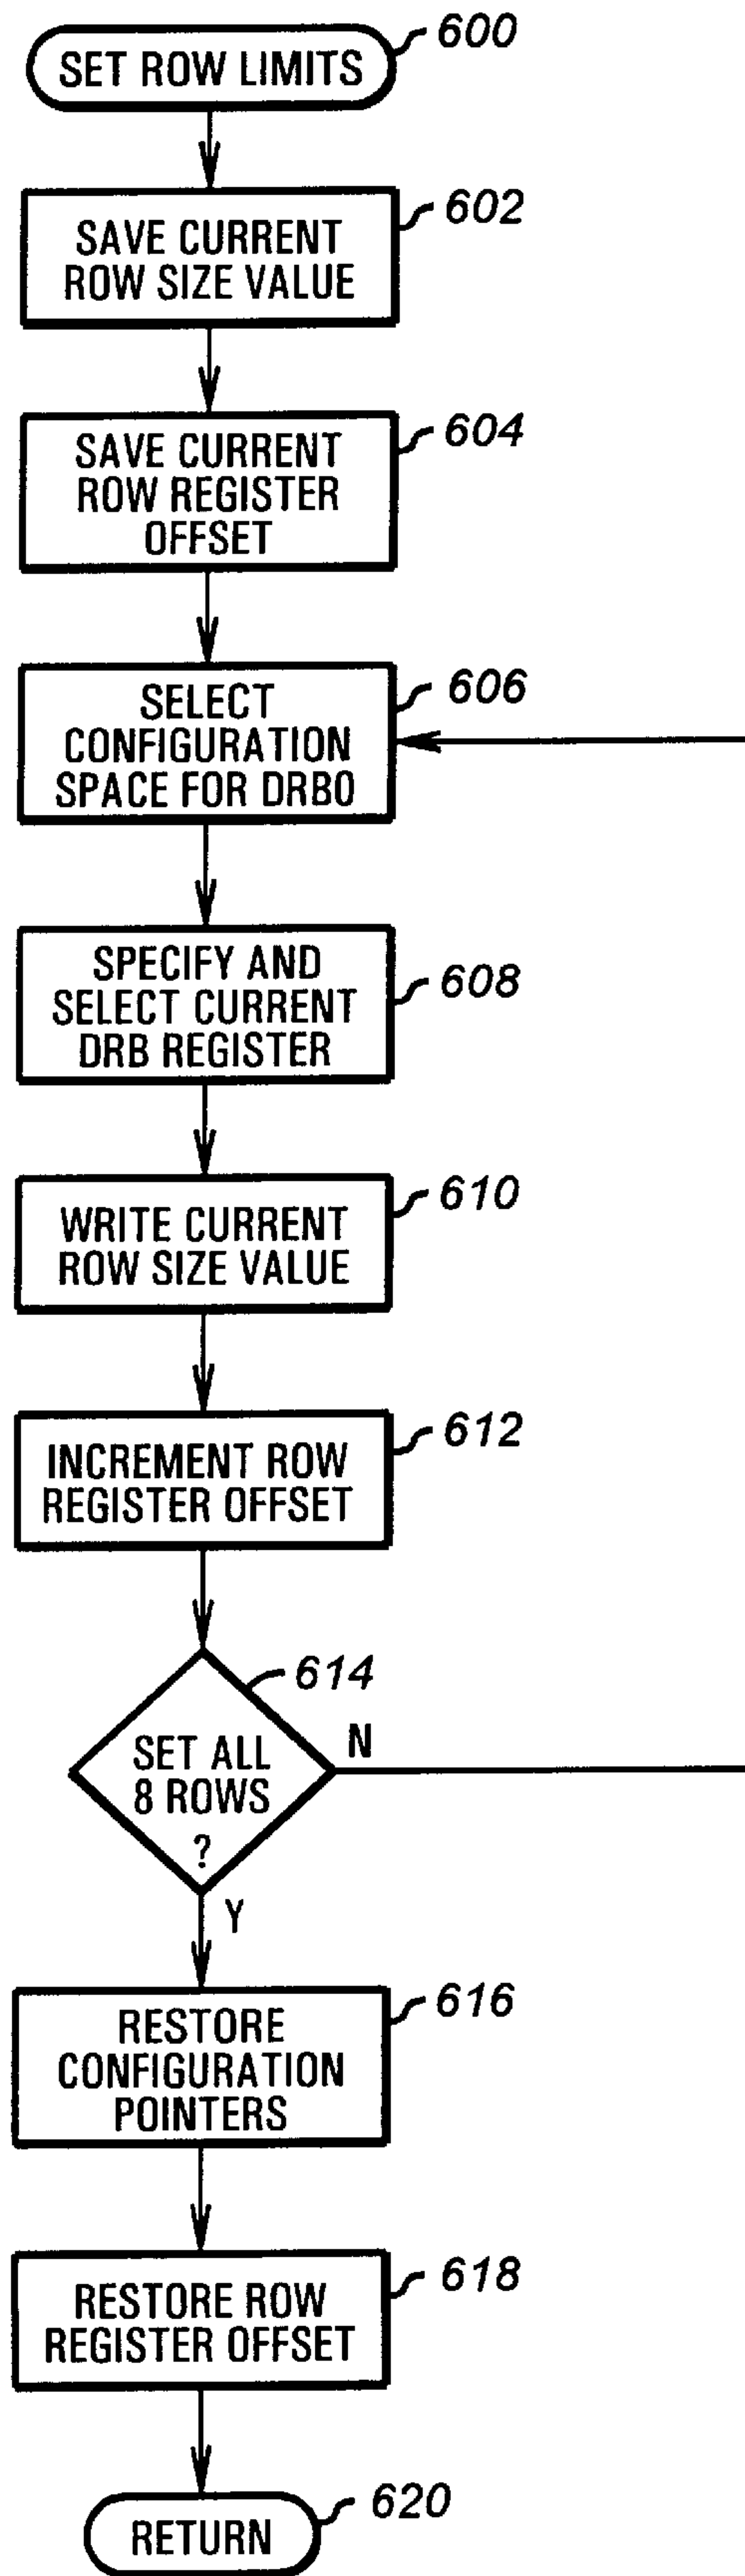 600
SET ROW LIMITS
602
SAVE CURRENT
ROW SIZE VALUE
604
SAVE CURRENT
ROW REGISTER
OFFSET
606
SELECT
CONFIGURATION
SPACE FOR DRB0
608
SPECIFY AND
SELECT CURRENT
DRB REGISTER
610
WRITE CURRENT
ROW SIZE VALUE
612
INCREMENT ROW
REGISTER OFFSET
614
SET ALL
8 ROWS
?
N
Y
616
RESTORE
CONFIGURATION
POINTERS
618
RESTORE ROW
REGISTER OFFSET
620
RETURN